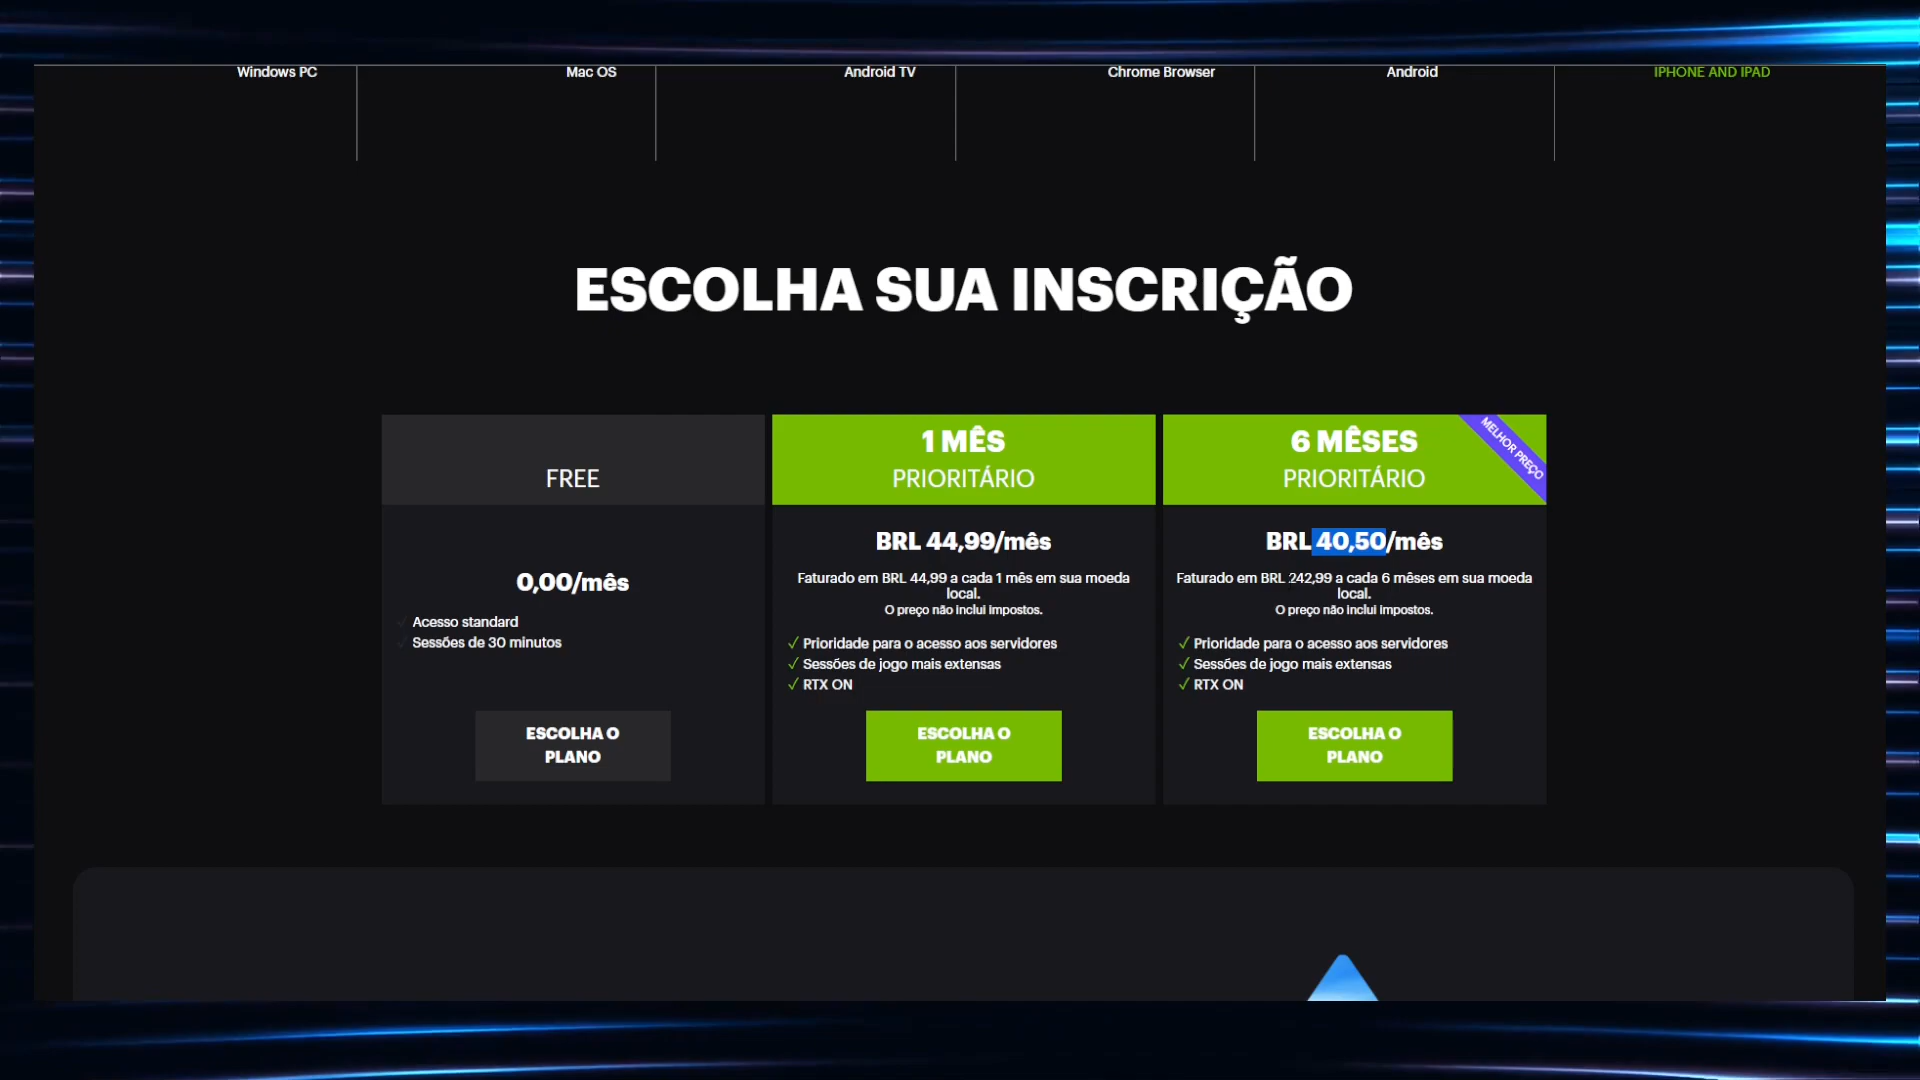 Windows PC
Mac OS
Android TV
Chrome Browser
Android
IPHONE AND IPAD
ESCOLHA SUA INSCRIÇÃO
FREE
0,00/mês
Acesso standard
Sessões de 30 minutos
ESCOLHA O
PLANO
1 MÊS
PRIORITÁRIO
BRL 44,99/mês
Faturado em BRL 44,99 a cada 1 mês em sua moeda
local.
O preço não inclui impostos.
✓ Prioridade para o acesso aos servidores
✓ Sessões de jogo mais extensas
✓ RTX ON
ESCOLHA O
PLANO
6 MÊSES
PRIORITÁRIO
MELHOR PREÇO
BRL 40,50/mês
Faturado em BRL 242,99 a cada 6 mêses em sua moeda
local.
O preço não inclui impostos.
✓ Prioridade para o acesso aos servidores
✓ Sessões de jogo mais extensas
✓ RTX ON
ESCOLHA O
PLANO